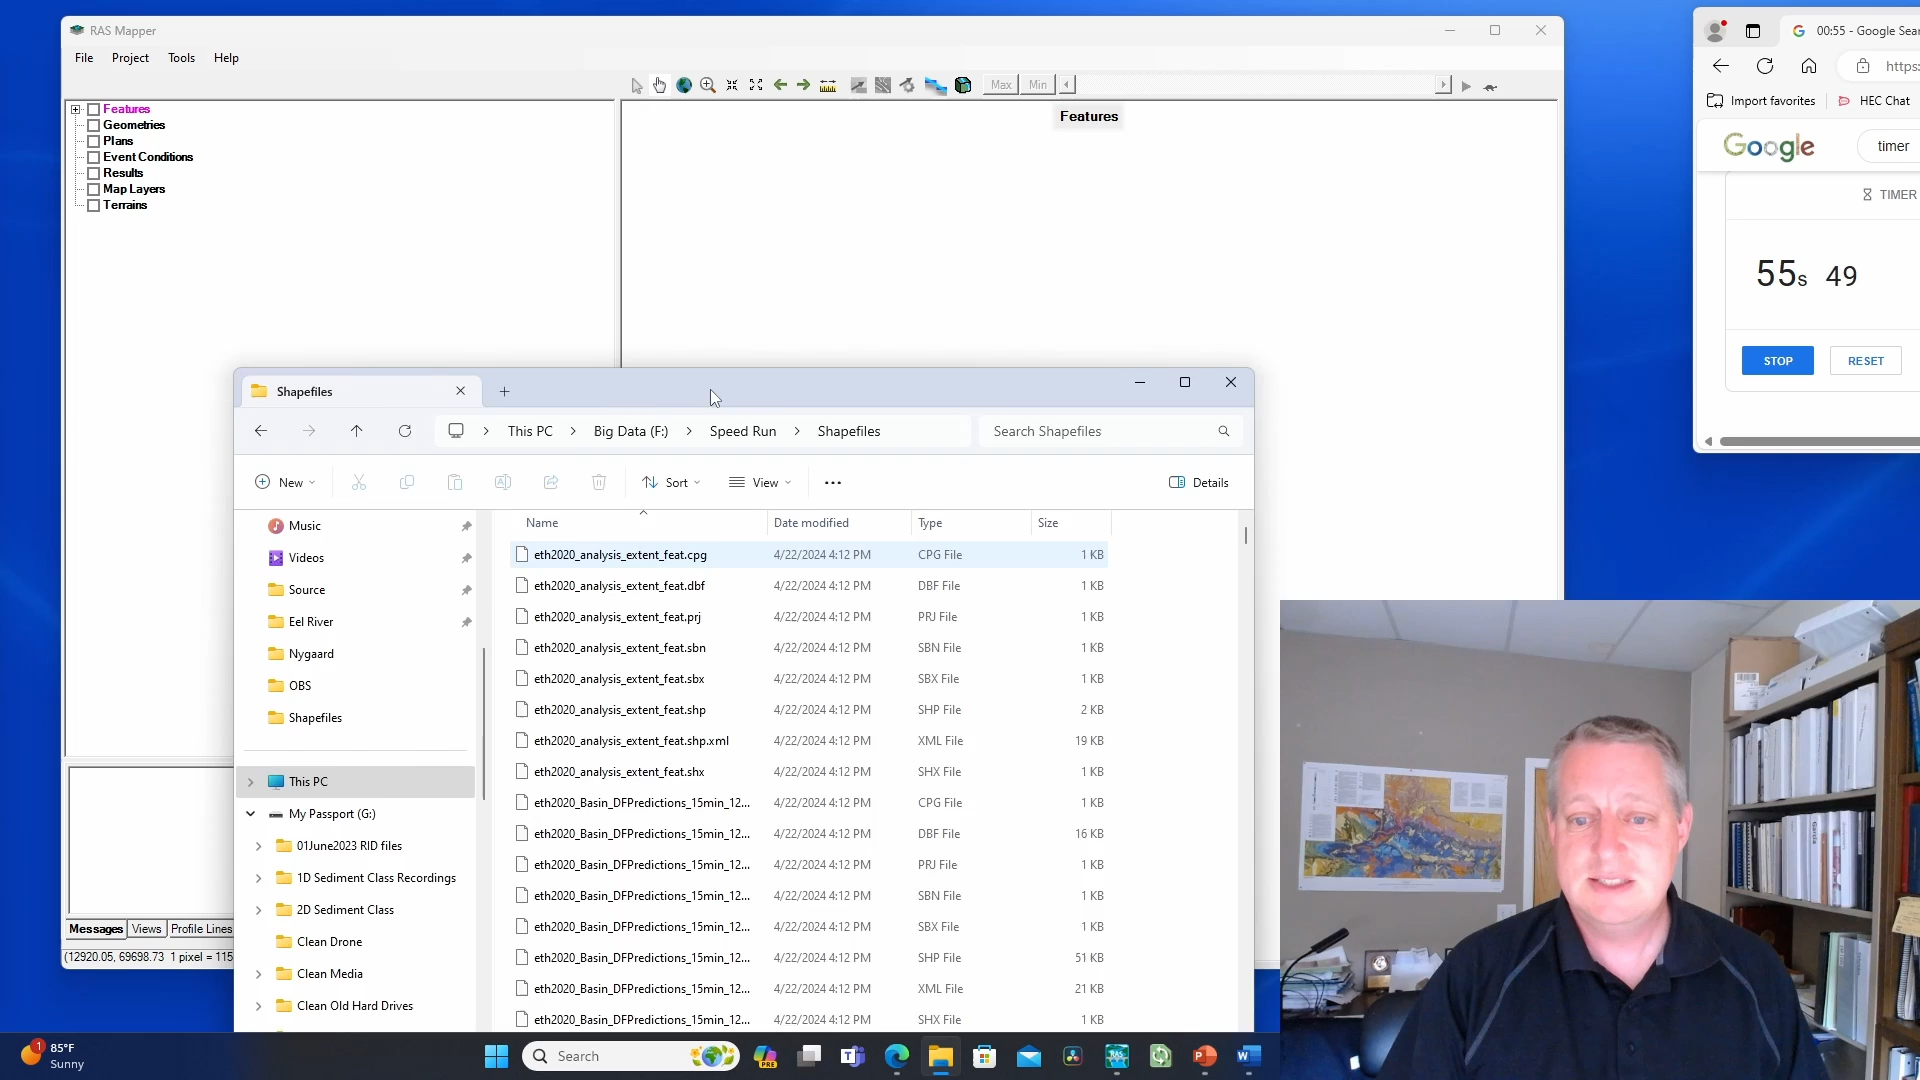 RAS Mapper
File Project Tools Help
Max Min
Features
Geometries
Plans
Event Conditions
Results
Map Layers
Terrains
Features
Messages Views Profile Lines
(12920.05, 69698.73 1 pixel = 115
00:55 - Google Sear
https:
Import favorites HEC Chat
Google timer
TIMER
55s 49
STOP RESET
Shapefiles
This PC Big Data (F:) Speed Run Shapefiles Search Shapefiles
New Sort View Details
Music
Videos
Source
Eel River
Nygaard
OBS
Shapefiles
This PC
My Passport (G:)
01June2023 RID files
1D Sediment Class Recordings
2D Sediment Class
Clean Drone
Clean Media
Clean Old Hard Drives
Name Date modified Type Size
eth2020_analysis_extent_feat.cpg 4/22/2024 4:12 PM CPG File 1 KB
eth2020_analysis_extent_feat.dbf 4/22/2024 4:12 PM DBF File 1 KB
eth2020_analysis_extent_feat.prj 4/22/2024 4:12 PM PRJ File 1 KB
eth2020_analysis_extent_feat.sbn 4/22/2024 4:12 PM SBN File 1 KB
eth2020_analysis_extent_feat.sbx 4/22/2024 4:12 PM SBX File 1 KB
eth2020_analysis_extent_feat.shp 4/22/2024 4:12 PM SHP File 2 KB
eth2020_analysis_extent_feat.shp.xml 4/22/2024 4:12 PM XML File 19 KB
eth2020_analysis_extent_feat.shx 4/22/2024 4:12 PM SHX File 1 KB
eth2020_Basin_DFPredictions_15min_12... 4/22/2024 4:12 PM CPG File 1 KB
eth2020_Basin_DFPredictions_15min_12... 4/22/2024 4:12 PM DBF File 16 KB
eth2020_Basin_DFPredictions_15min_12... 4/22/2024 4:12 PM PRJ File 1 KB
eth2020_Basin_DFPredictions_15min_12... 4/22/2024 4:12 PM SBN File 1 KB
eth2020_Basin_DFPredictions_15min_12... 4/22/2024 4:12 PM SBX File 1 KB
eth2020_Basin_DFPredictions_15min_12... 4/22/2024 4:12 PM SHP File 51 KB
eth2020_Basin_DFPredictions_15min_12... 4/22/2024 4:12 PM XML File 21 KB
eth2020_Basin_DFPredictions_15min_12... 4/22/2024 4:12 PM SHX File 1 KB
1 85°F
Sunny
Search
PRE
RAS